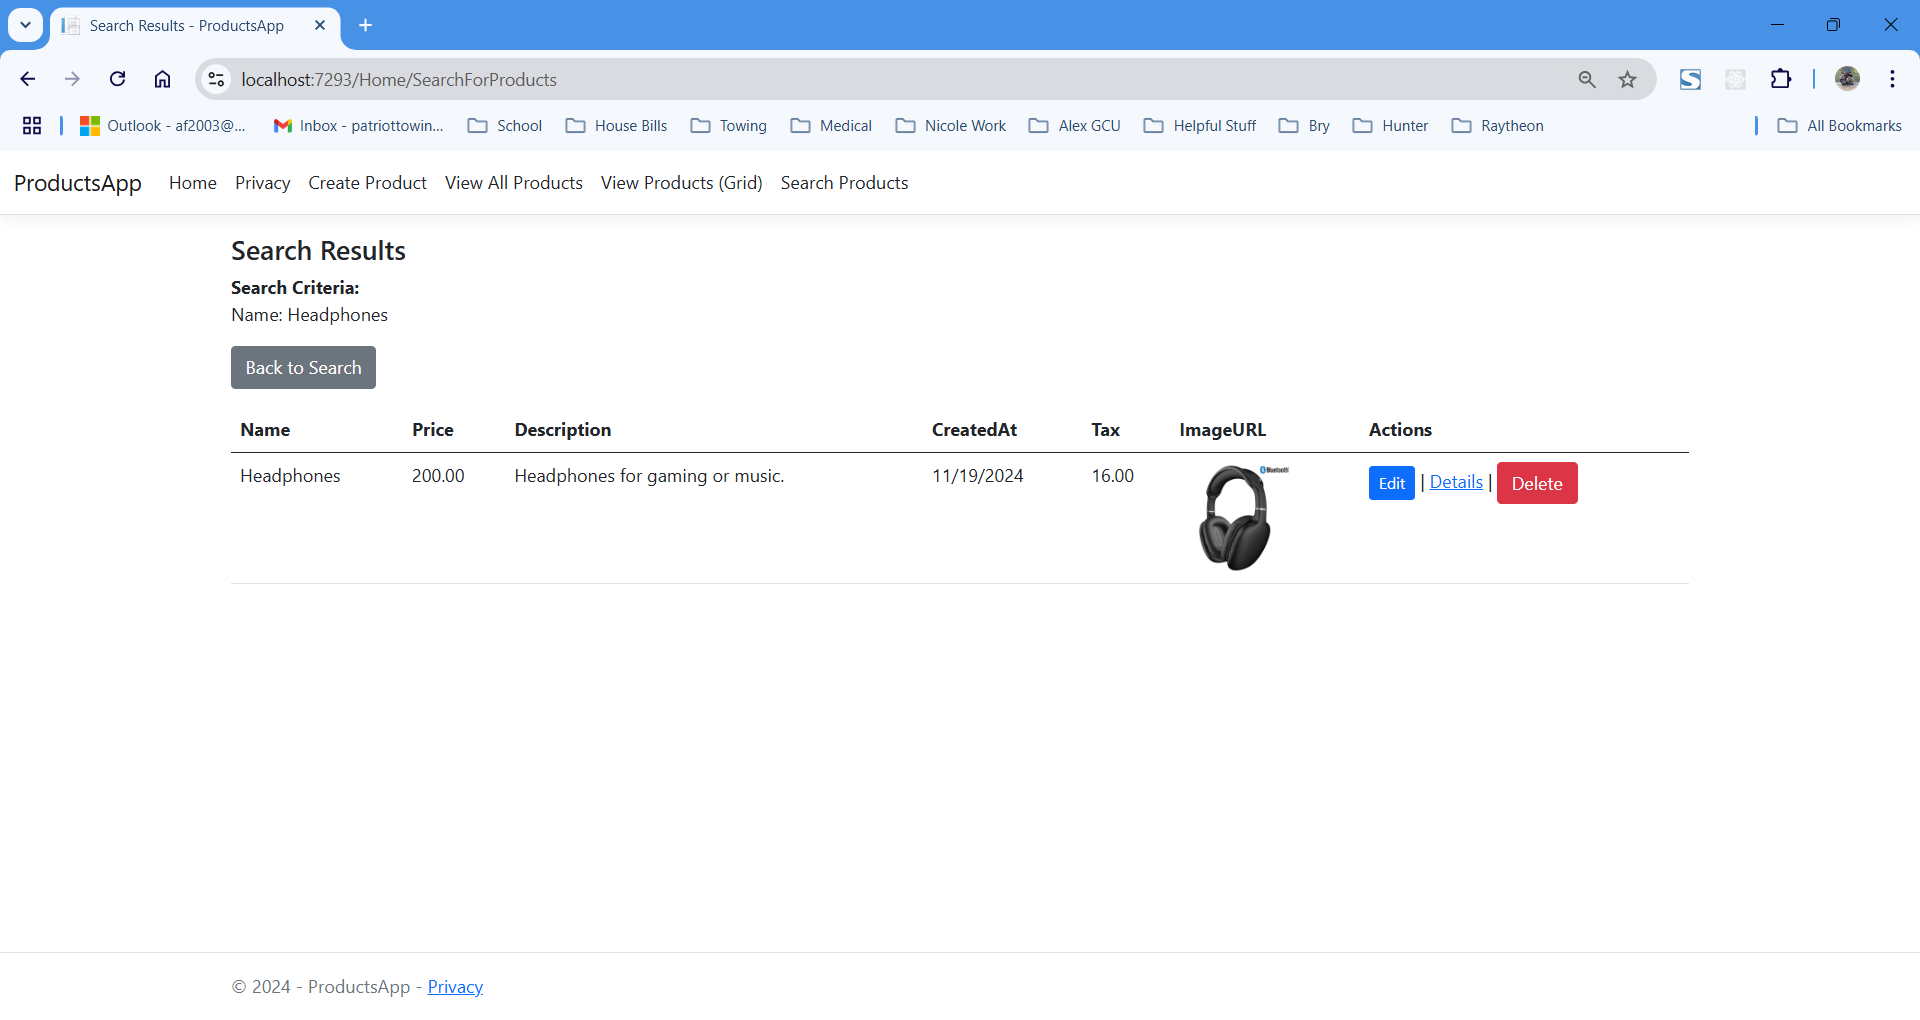 Search Results - ProductsApp
localhost:7293/Home/SearchForProducts
Outlook - af2003@... Inbox - patriottowin... School House Bills Towing Medical Nicole Work Alex GCU Helpful Stuff Bry Hunter Raytheon All Bookmarks
ProductsApp Home Privacy Create Product View All Products View Products (Grid) Search Products
Search Results
Search Criteria:
Name: Headphones
Back to Search
Name Price Description CreatedAt Tax ImageURL Actions
Headphones 200.00 Headphones for gaming or music. 11/19/2024 16.00 Edit | Details | Delete
Bluetooth
© 2024 - ProductsApp - Privacy